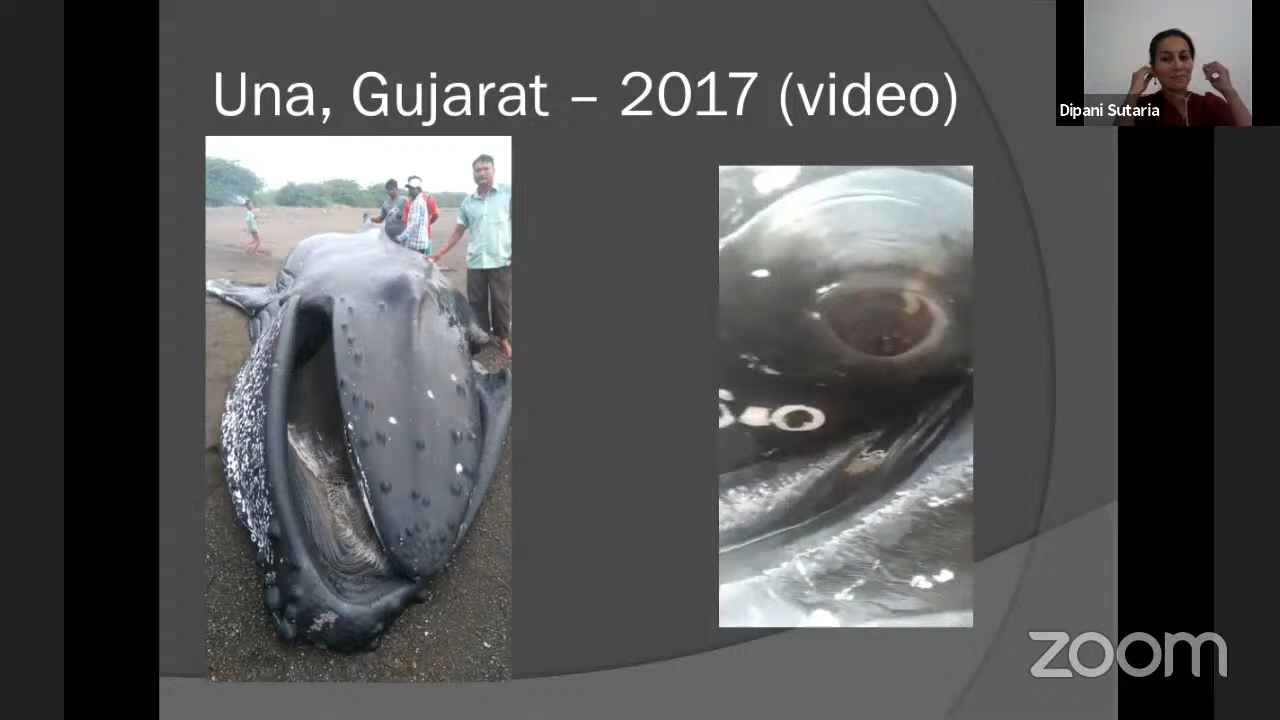 Una, Gujarat – 2017 (video)
Dipani Sutaria
zoom